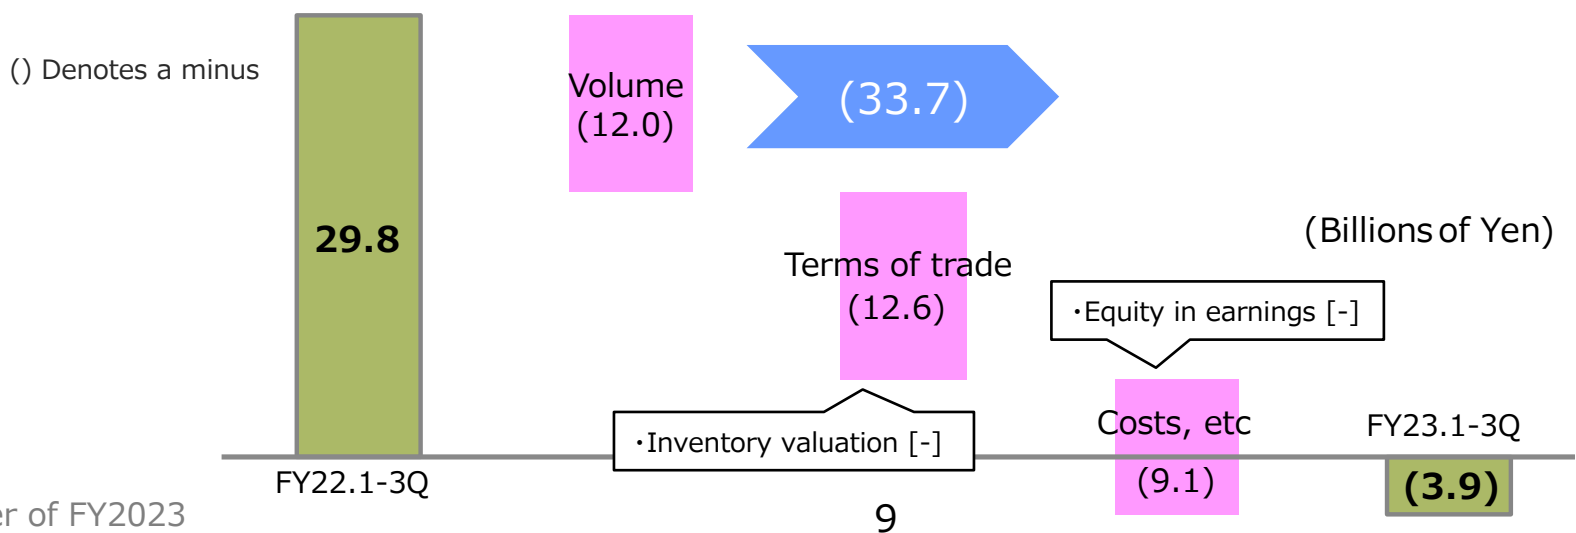 () Denotes a minus
Volume
(12.0)
(33.7)
29.8
(Billions of Yen)
Terms of trade
(12.6)
・Equity in earnings [-]
・Inventory valuation [-]
Costs, etc
(9.1)
FY23.1-3Q
(3.9)
FY22.1-3Q
er of FY2023
9